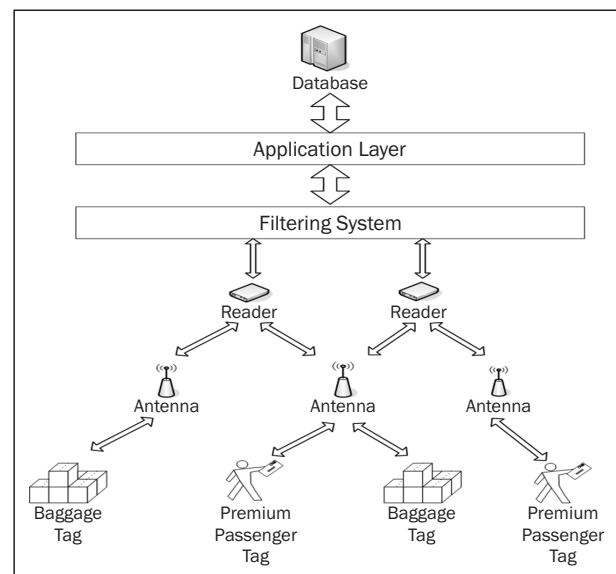 Database
Application Layer
Filtering System
Reader
Reader
Antenna
Antenna
Antenna
Baggage
Tag
Premium
Passenger
Tag
Baggage
Tag
Premium
Passenger
Tag